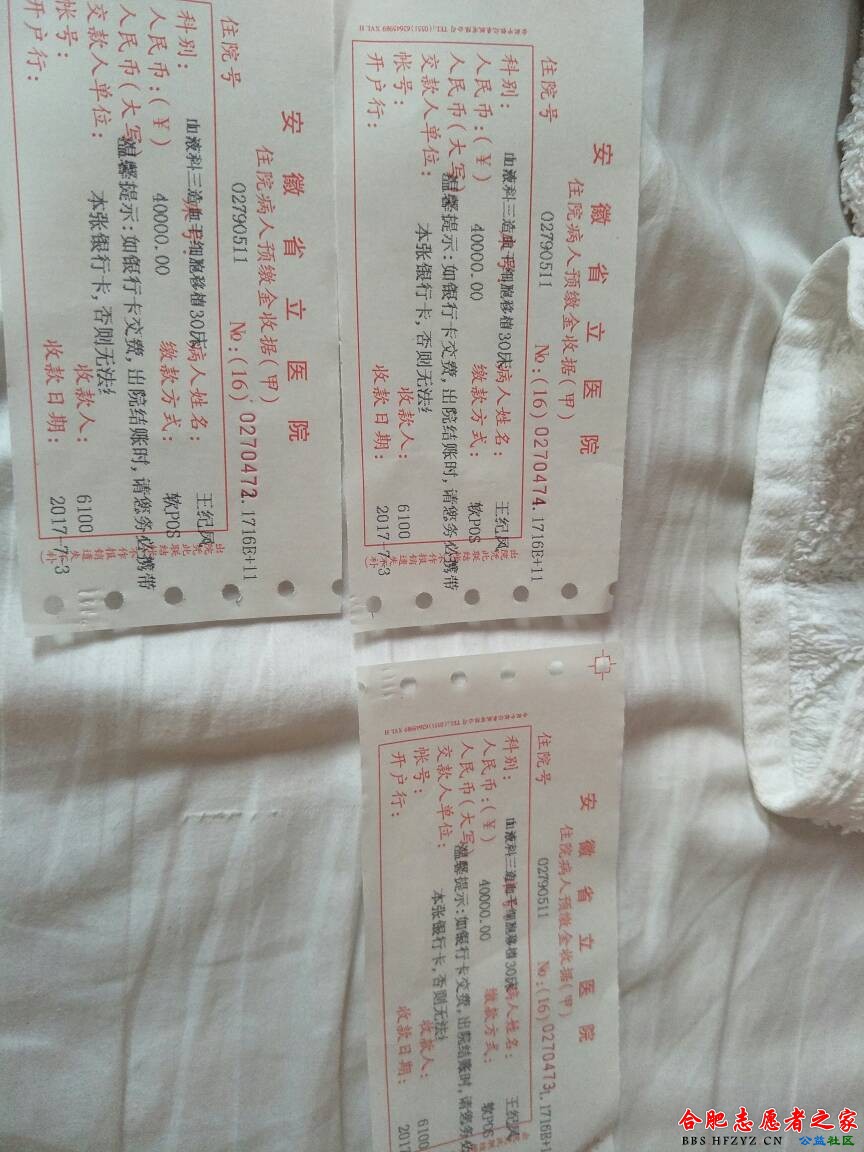 安徽省立医院
住院病人预缴金收据(甲)
住院号 02790511 No:(16) 0270472.1716E+11
科别: 血液科三造血干细胞移植30床 病人姓名: 王纪凤
人民币:(¥) 40000.00 缴款方式: 软POS
人民币(大写) 温馨提示:如银行卡交费,出院结账时,请您务必携带
交款人单位: 本张银行卡,否则无法
帐号: 收款人: 6100
开户行: 收款日期: 2017-7-3
安徽省立医院
住院病人预缴金收据(甲)
住院号 02790511 No:(16) 0270474.1716E+11
科别: 血液科三造血干细胞移植30床 病人姓名: 王纪凤
人民币:(¥) 40000.00 缴款方式: 软POS
人民币(大写) 温馨提示:如银行卡交费,出院结账时,请您务必携带
交款人单位: 本张银行卡,否则无法
帐号: 收款人: 6100
开户行: 收款日期: 2017-7-3
安徽省立医院
住院病人预缴金收据(甲)
住院号 02790511 No:(16) 0270473.1716E+11
科别: 血液科三造血干细胞移植30床 病人姓名: 王纪凤
人民币:(¥) 40000.00 缴款方式: 软POS
人民币(大写) 温馨提示:如银行卡交费,出院结账时,请您务必
交款人单位: 本张银行卡,否则无法
帐号: 收款人: 6100
开户行: 收款日期: 2017
合肥志愿者之家
BBS.HFZYZ.CN 公益社区